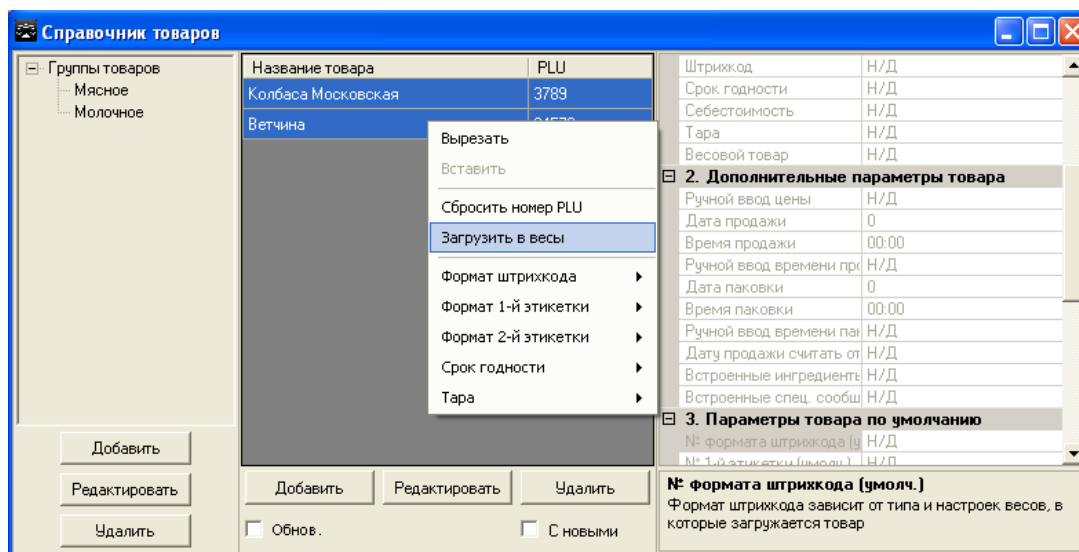 Справочник товаров
Группы товаров
Мясное
Молочное
Добавить
Редактировать
Удалить
Название товара PLU
Колбаса Московская 3789
Ветчина
Вырезать
Вставить
Сбросить номер PLU
Загрузить в весы
Формат штрихкода
Формат 1-й этикетки
Формат 2-й этикетки
Срок годности
Тара
Добавить Редактировать Удалить
Обнов. С новыми
Штрихкод Н/Д
Срок годности Н/Д
Себестоимость Н/Д
Тара Н/Д
Весовой товар Н/Д
2. Дополнительные параметры товара
Ручной ввод цены Н/Д
Дата продажи 0
Время продажи 00:00
Ручной ввод времени про Н/Д
Дата паковки 0
Время паковки 00:00
Ручной ввод времени пак Н/Д
Дату продажи считать от Н/Д
Встроенные ингредиенты Н/Д
Встроенные спец. сообщ Н/Д
3. Параметры товара по умолчанию
№ формата штрихкода (у Н/Д
№ 1-й этикетки (умолч.) Н/Д
№ формата штрихкода (умолч.)
Формат штрихкода зависит от типа и настроек весов, в
которые загружается товар